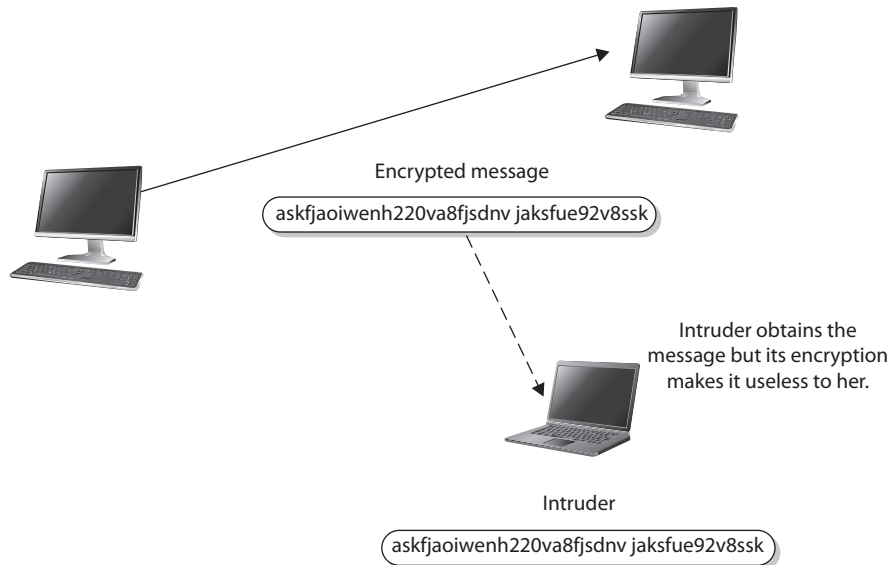 Encrypted message
askfjaoiwenh220va8fjsdnv jaksfue92v8ssk
Intruder obtains the
message but its encryption
makes it useless to her.
Intruder
askfjaoiwenh220va8fjsdnv jaksfue92v8ssk